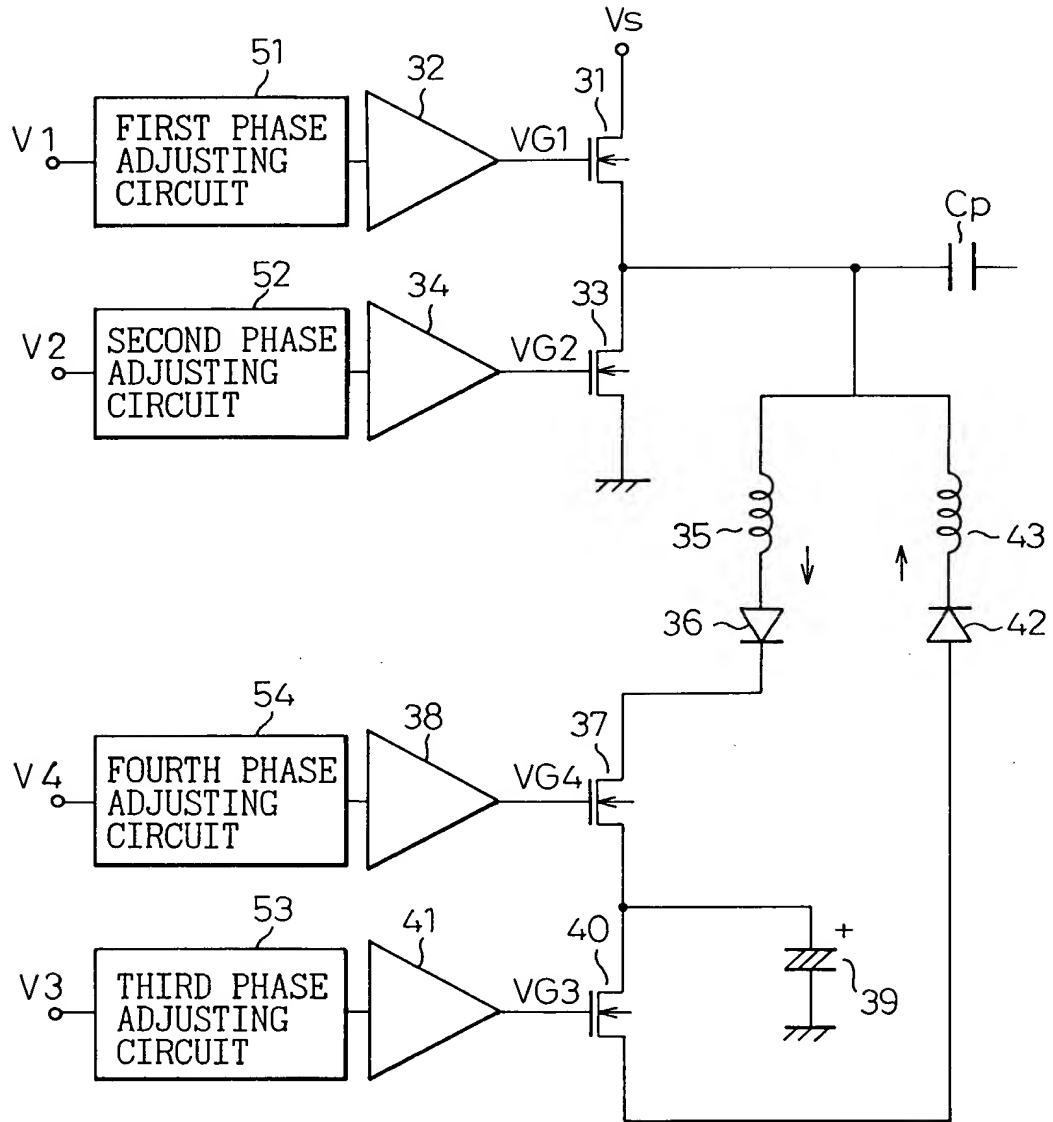 Vs
51
32
31
V1
FIRST PHASE
ADJUSTING
CIRCUIT
VG1
Cp
52
34
33
V2
SECOND PHASE
ADJUSTING
CIRCUIT
VG2
35
43
36
42
54
38
37
V4
FOURTH PHASE
ADJUSTING
CIRCUIT
VG4
53
41
40
+
39
V3
THIRD PHASE
ADJUSTING
CIRCUIT
VG3